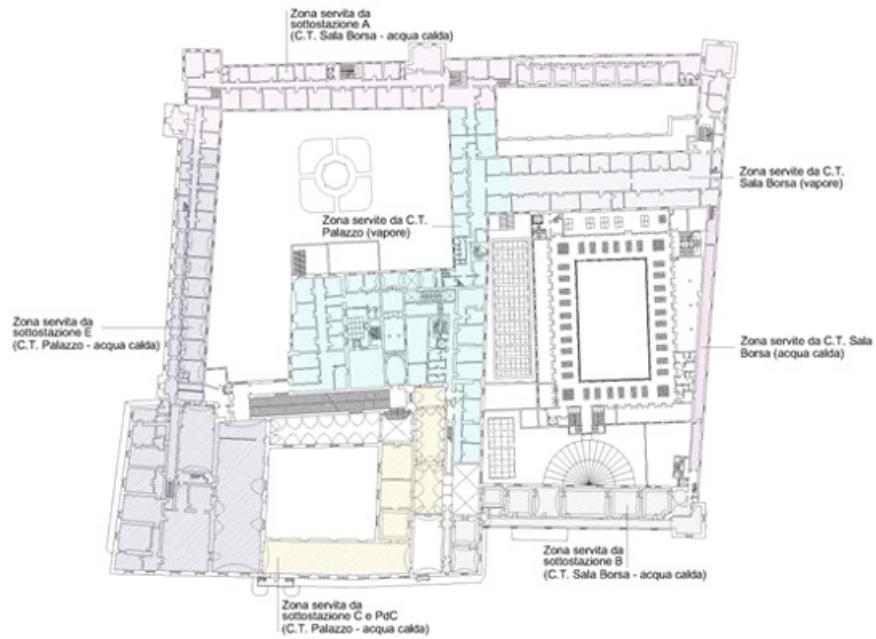 Zona servita da
sottostazione A
(C.T. Sala Borsa - acqua calda)
Zona servite da C.T.
Sala Borsa (vapore)
Zona servite da C.T.
Palazzo (vapore)
Zona servita da
sottostazione E
(C.T. Palazzo - acqua calda)
Zona servite da C.T. Sala
Borsa (acqua calda)
Zona servita da
sottostazione B
(C.T. Sala Borsa - acqua calda)
Zona servita da
sottostazione C e PdC
(C.T. Palazzo - acqua calda)